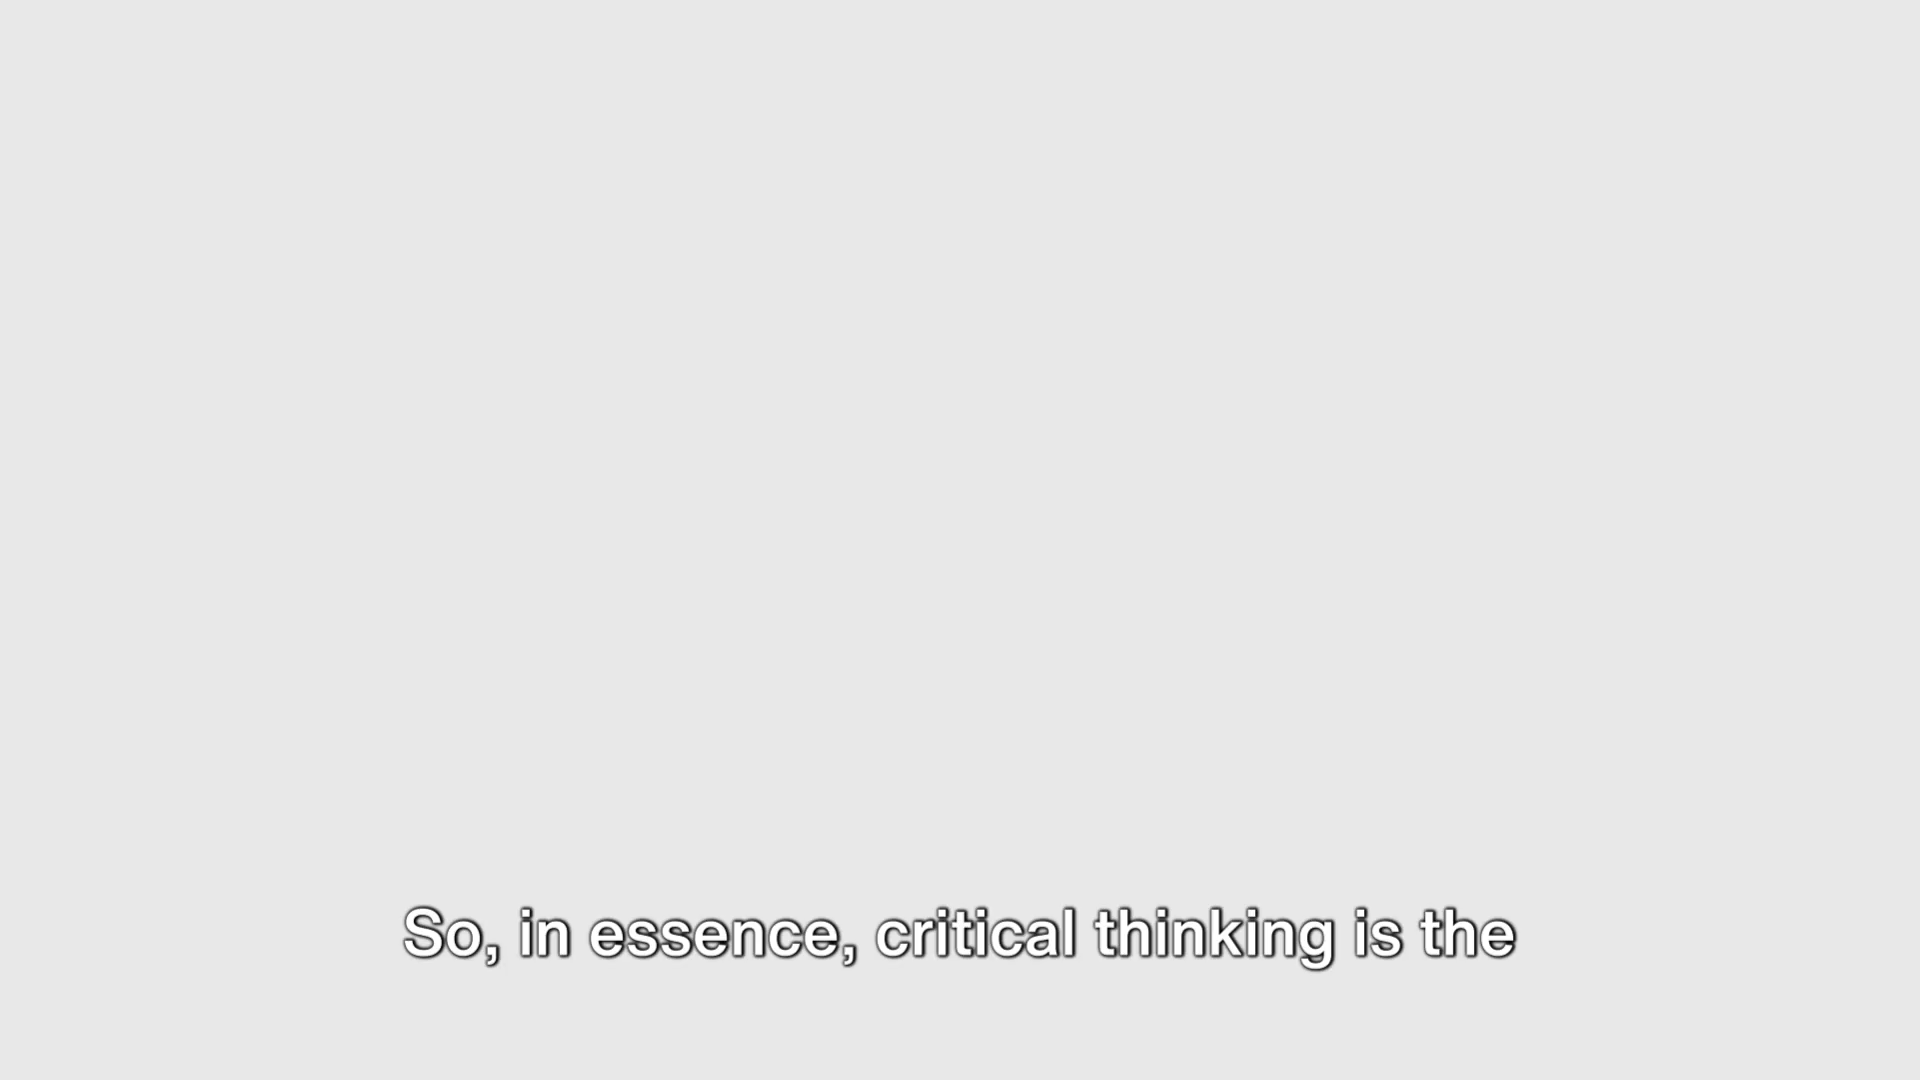 So, in essence, critical thinking is the